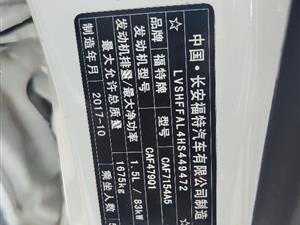 中国·长安福特汽车有限公司制造
☆LVSHFFAL4HS449472☆
福特牌 型号 CAF7154A5
发动机型号 CAF479Q1
发动机排量/最大净功率 1.5L/83kW
最大允许总质量 1675kg 乘坐人数 5
制造年月 2017-10